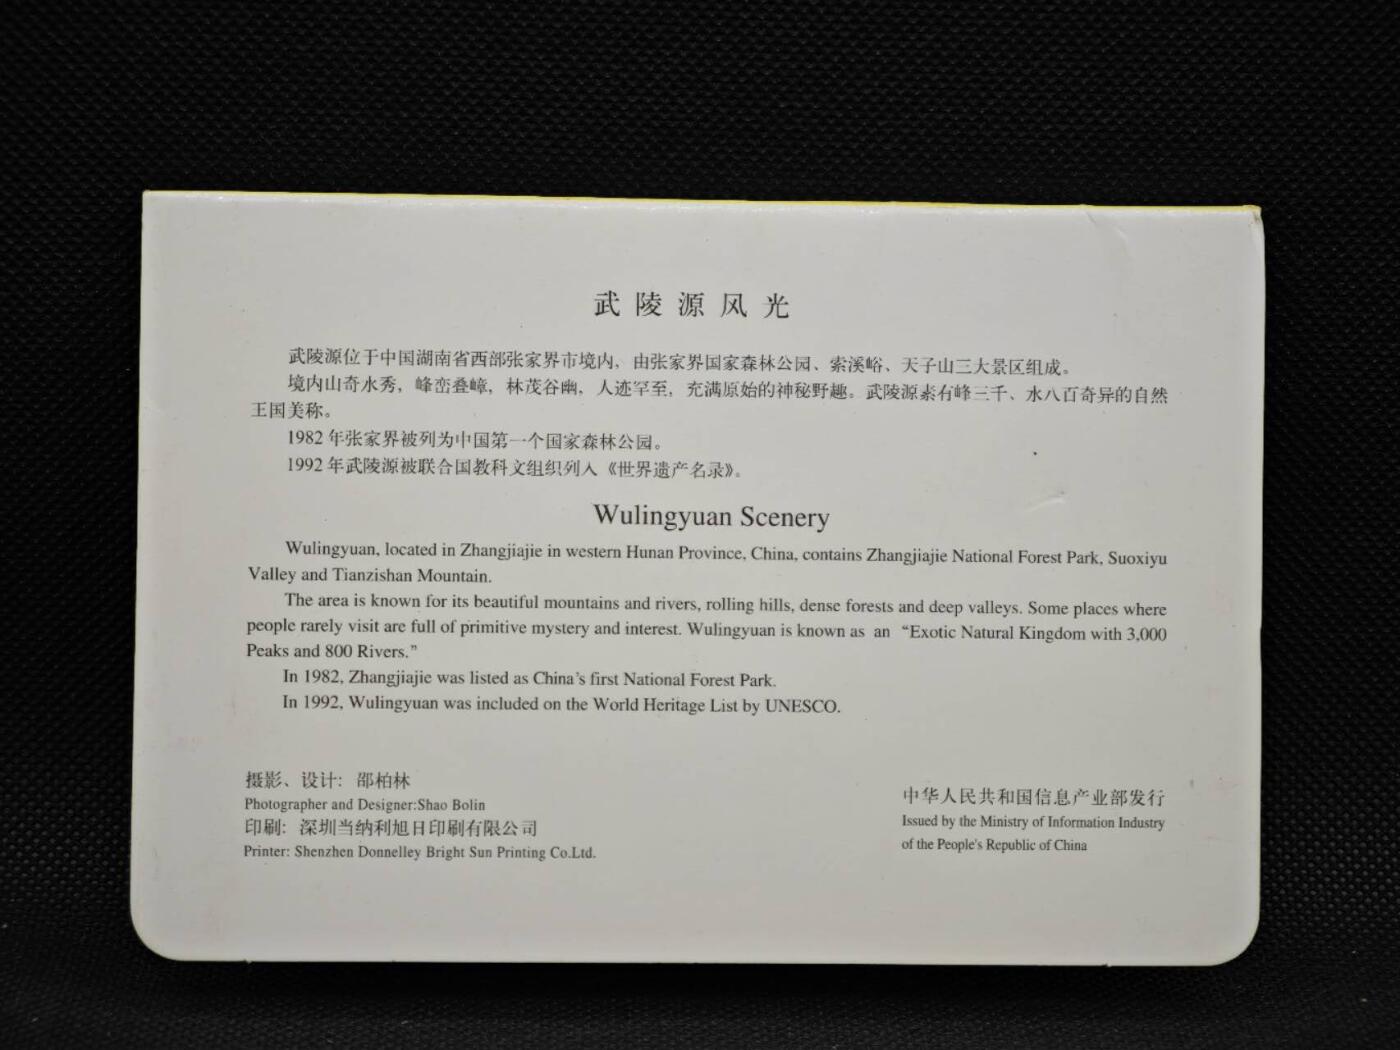 武陵源风光
武陵源位于中国湖南省西部张家界市境内，由张家界国家森林公园、索溪峪、天子山三大景区组成。
境内山奇水秀，峰峦叠嶂，林茂谷幽，人迹罕至，充满原始的神秘野趣。武陵源素有峰三千、水八百奇异的自然
王国美称。
1982年张家界被列为中国第一个国家森林公园。
1992年武陵源被联合国教科文组织列入《世界遗产名录》。
Wulingyuan Scenery
Wulingyuan, located in Zhangjiajie in western Hunan Province, China, contains Zhangjiajie National Forest Park, Suoxiyu
Valley and Tianzishan Mountain.
The area is known for its beautiful mountains and rivers, rolling hills, dense forests and deep valleys. Some places where
people rarely visit are full of primitive mystery and interest. Wulingyuan is known as an “Exotic Natural Kingdom with 3,000
Peaks and 800 Rivers.”
In 1982, Zhangjiajie was listed as China's first National Forest Park.
In 1992, Wulingyuan was included on the World Heritage List by UNESCO.
摄影、设计：邵柏林
Photographer and Designer:Shao Bolin
印刷：深圳当纳利旭日印刷有限公司
Printer: Shenzhen Donnelley Bright Sun Printing Co.Ltd.
中华人民共和国信息产业部发行
Issued by the Ministry of Information Industry
of the People's Republic of China